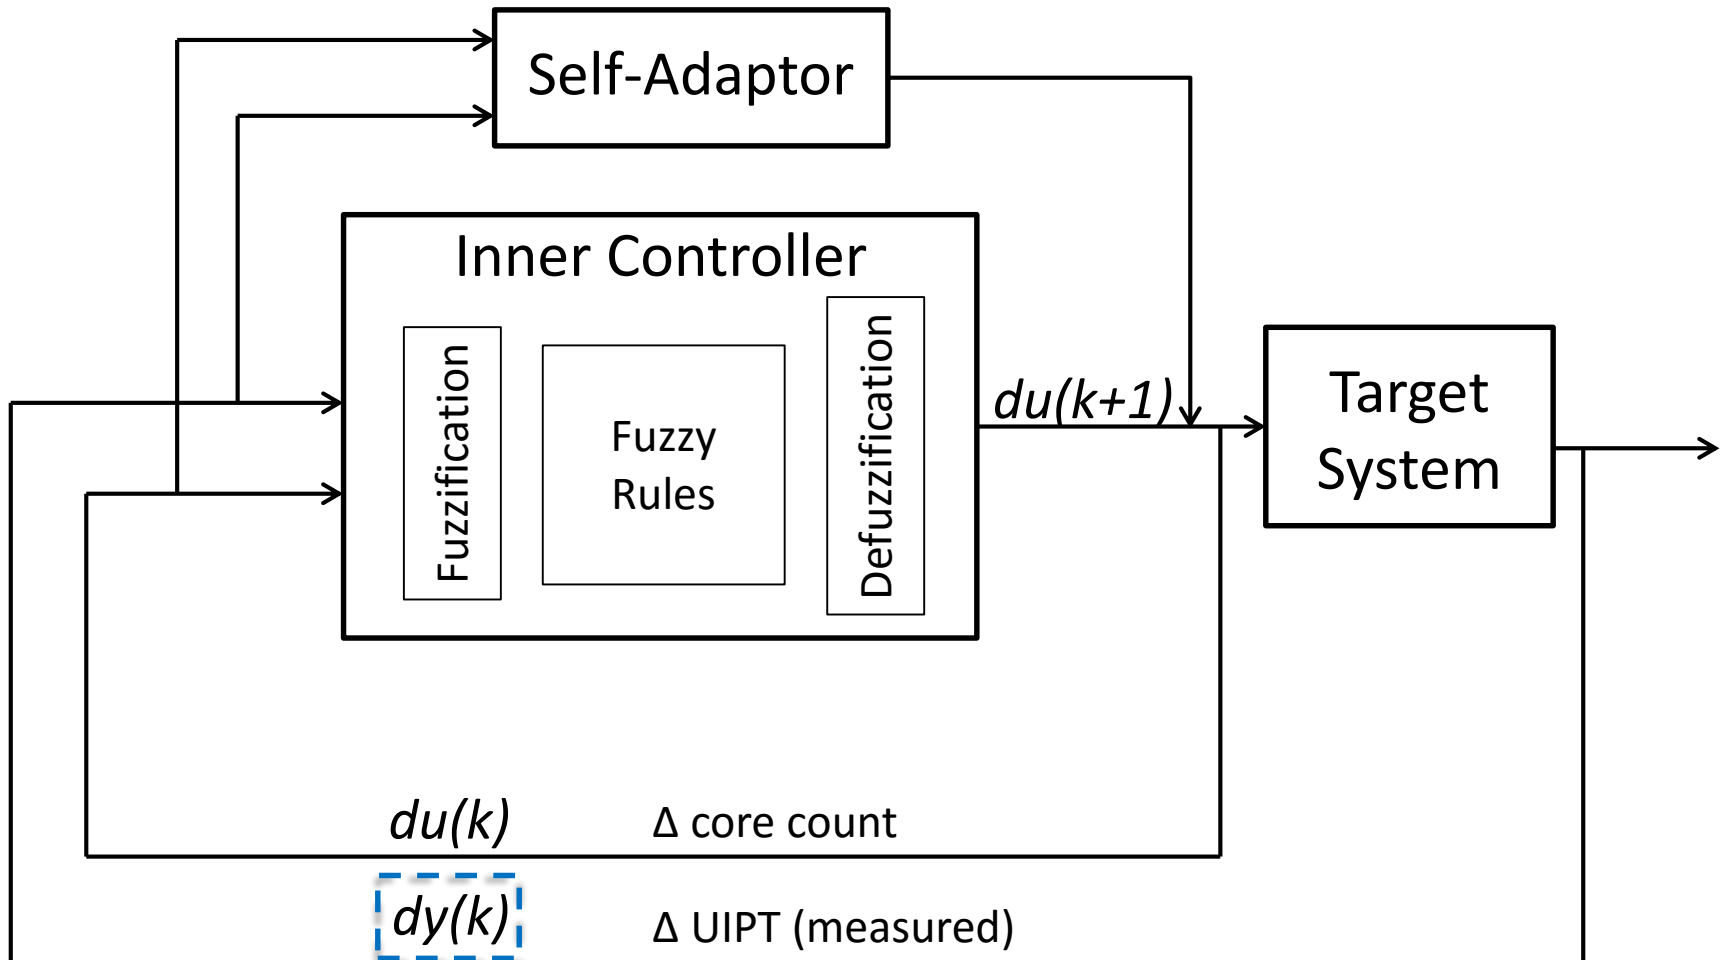 Self-Adaptor
Inner Controller
Fuzzification
Fuzzy
Rules
Defuzzification
du(k+1)
Target
System
du(k) Δ core count
dy(k) Δ UIPT (measured)